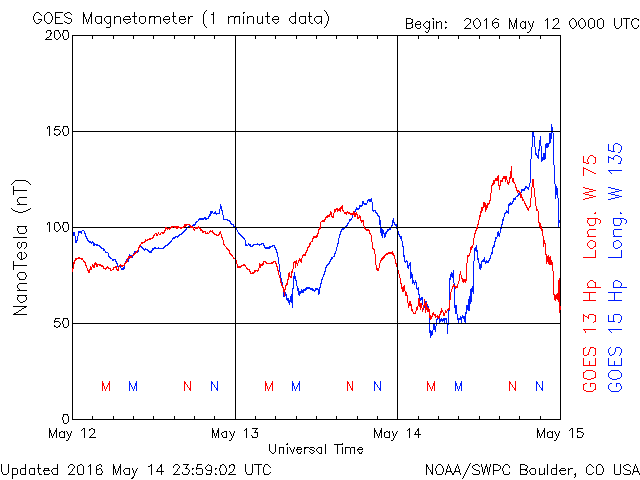 GOES Magnetometer (1 minute data)
Begin: 2016 May 12 0000 UTC
200
150
100
50
0
NanoTesla (nT)
M M N N M M N N M M N N
May 12 May 13 May 14 May 15
Universal Time
GOES 13 Hp Long. W 75
GOES 15 Hp Long. W 135
Updated 2016 May 14 23:59:02 UTC
NOAA/SWPC Boulder, CO USA